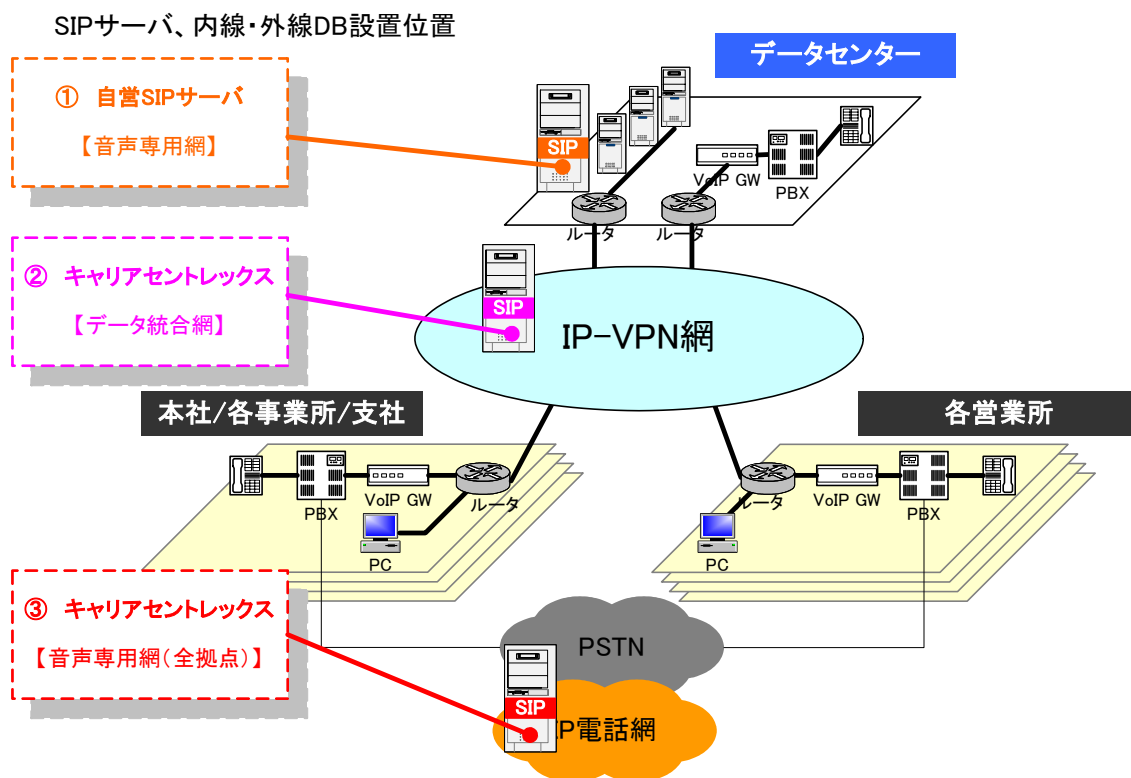 SIPサーバ、内線・外線DB設置位置
データセンター
① 自営SIPサーバ
【音声専用網】
SIP
VoIP GW
PBX
ルータ
ルータ
② キャリアセントレックス
【データ統合網】
SIP
IP-VPN網
本社/各事業所/支社
各営業所
PBX
VoIP GW
ルータ
PC
ルータ
VoIP GW
PBX
PC
③ キャリアセントレックス
【音声専用網(全拠点)】
PSTN
SIP
IP電話網